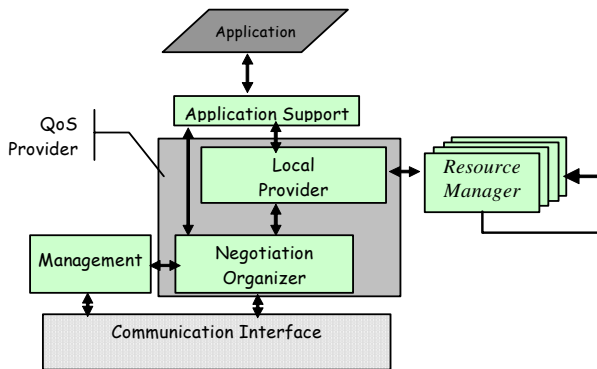 Application
Application Support
QoS
Provider
Local
Provider
Resource
Manager
Management
Negotiation
Organizer
Communication Interface